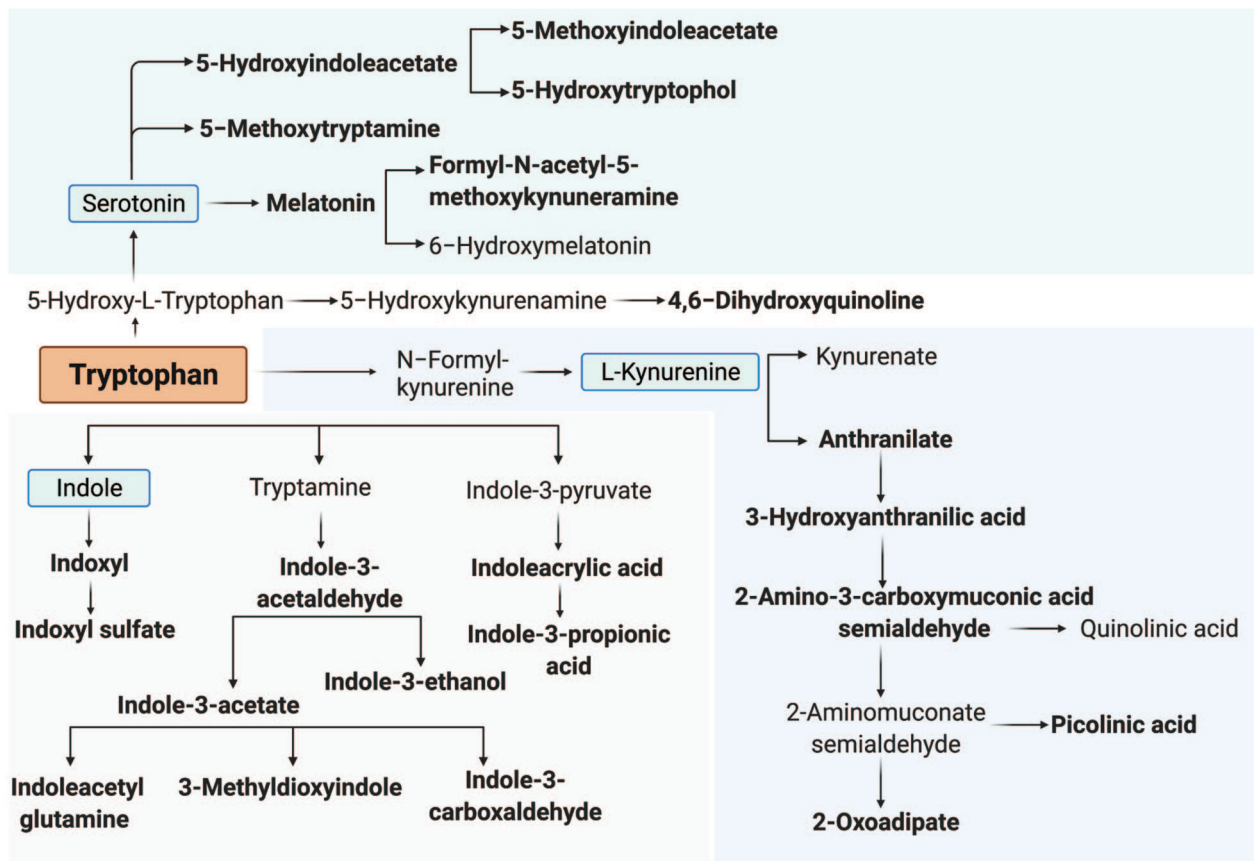 5-Methoxyindoleacetate
5-Hydroxyindoleacetate
5-Hydroxytryptophol
5−Methoxytryptamine
Formyl-N-acetyl-5-
methoxykynuneramine
Serotonin
Melatonin
6−Hydroxymelatonin
5-Hydroxy-L-Tryptophan
5−Hydroxykynurenamine
4,6−Dihydroxyquinoline
Tryptophan
N−Formyl-
kynurenine
L-Kynurenine
Kynurenate
Anthranilate
3-Hydroxyanthranilic acid
2-Amino-3-carboxymuconic acid
semialdehyde
Quinolinic acid
2-Aminomuconate
semialdehyde
Picolinic acid
2-Oxoadipate
Indole
Tryptamine
Indole-3-pyruvate
Indoxyl
Indole-3-
acetaldehyde
Indoleacrylic acid
Indoxyl sulfate
Indole-3-propionic
acid
Indole-3-ethanol
Indole-3-acetate
Indoleacetyl
glutamine
3-Methyldioxyindole
Indole-3-
carboxaldehyde